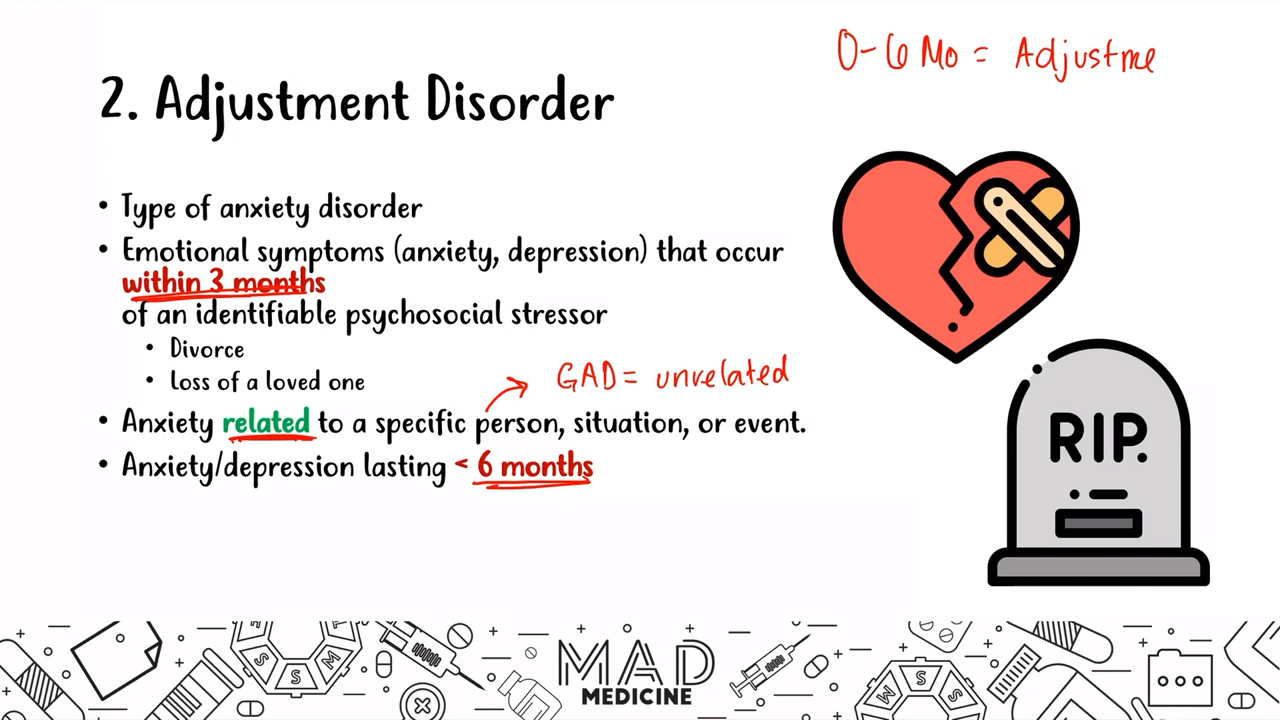 0-6 Mo = Adjustme
2. Adjustment Disorder
• Type of anxiety disorder
• Emotional symptoms (anxiety, depression) that occur
within 3 months
of an identifiable psychosocial stressor
• Divorce
• Loss of a loved one
GAD = unrelated
• Anxiety related to a specific person, situation, or event.
• Anxiety/depression lasting < 6 months
RIP.
S S M
MAD
MEDICINE
M S S